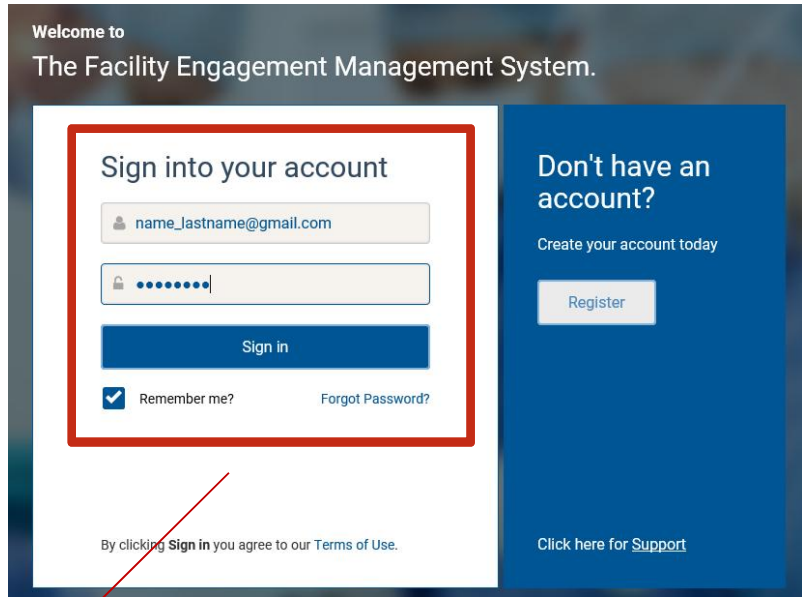 Welcome to
The Facility Engagement Management System.
Sign into your account
name_lastname@gmail.com
••••••••
Sign in
Remember me?
Forgot Password?
By clicking Sign in you agree to our Terms of Use.
Don't have an
account?
Create your account today
Register
Click here for Support